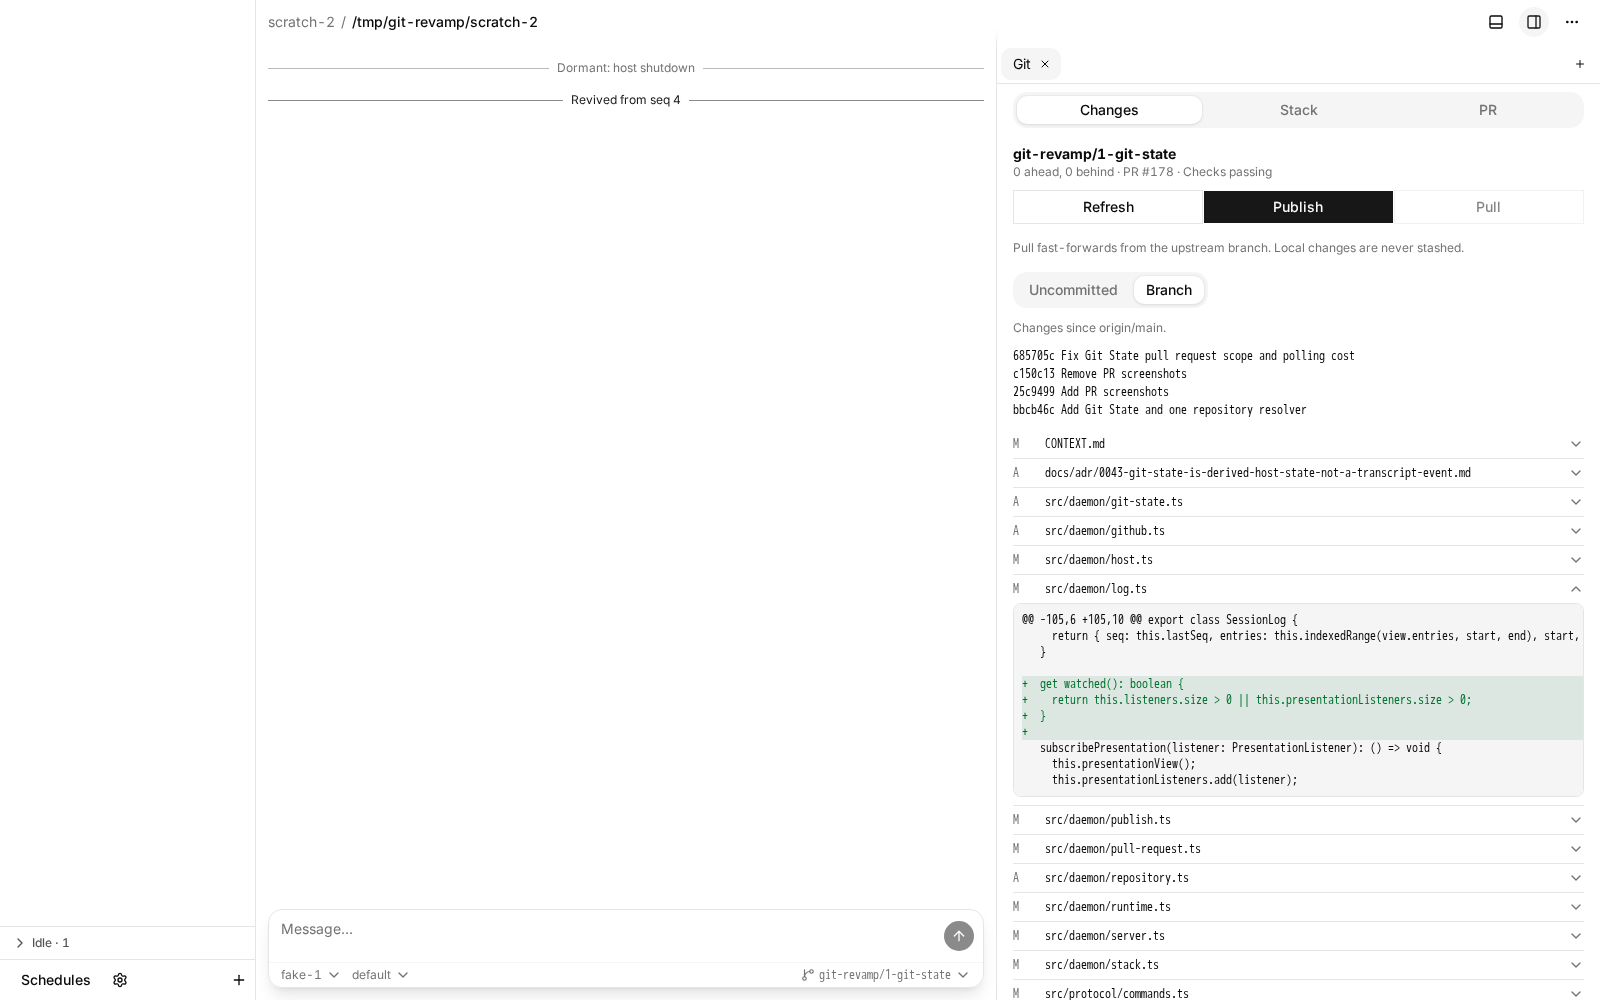 scratch-2 / /tmp/git-revamp/scratch-2
Dormant: host shutdown
Revived from seq 4
Idle · 1
Schedules
Message...
fake-1 default git-revamp/1-git-state
Git
Changes Stack PR
git-revamp/1-git-state
0 ahead, 0 behind · PR #178 · Checks passing
Refresh Publish Pull
Pull fast-forwards from the upstream branch. Local changes are never stashed.
Uncommitted Branch
Changes since origin/main.
685705c Fix Git State pull request scope and polling cost
c150c13 Remove PR screenshots
25c9499 Add PR screenshots
bbcb46c Add Git State and one repository resolver
M CONTEXT.md
A docs/adr/0043-git-state-is-derived-host-state-not-a-transcript-event.md
A src/daemon/git-state.ts
A src/daemon/github.ts
M src/daemon/host.ts
M src/daemon/log.ts
@@ -105,6 +105,10 @@ export class SessionLog {
return { seq: this.lastSeq, entries: this.indexedRange(view.entries, start, end), start,
}
+ get watched(): boolean {
+ return this.listeners.size > 0 || this.presentationListeners.size > 0;
+ }
+
subscribePresentation(listener: PresentationListener): () => void {
this.presentationView();
this.presentationListeners.add(listener);
M src/daemon/publish.ts
M src/daemon/pull-request.ts
A src/daemon/repository.ts
M src/daemon/runtime.ts
M src/daemon/server.ts
M src/daemon/stack.ts
M src/protocol/commands.ts